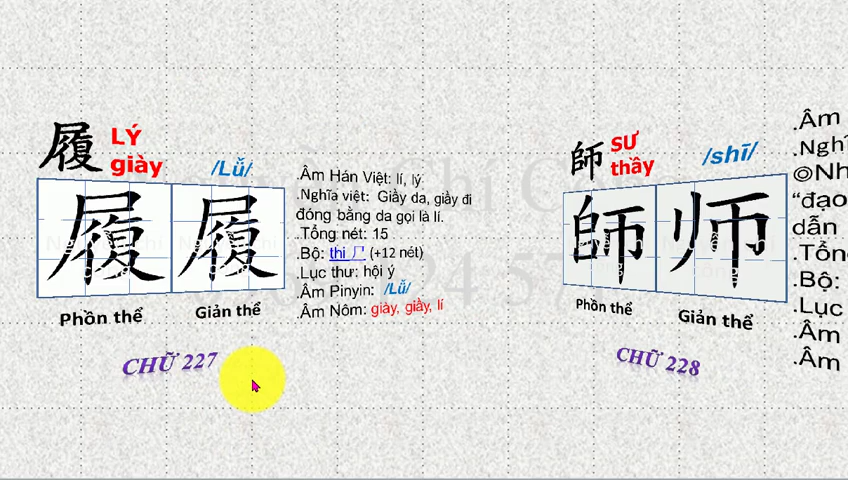 履 LÝ
giày
/Lǚ/
履 履
Phồn thể
Giản thể
CHỮ 227
.Âm Hán Việt: lí, lý.
.Nghĩa việt: Giầy da, giầy đi
đóng bằng da gọi là lí.
.Tổng nét: 15
.Bộ: thi 尸 (+12 nét)
.Lục thư: hội ý
.Âm Pinyin: /Lǚ/
.Âm Nôm: giày, giầy, lí
師 SƯ
thầy
/shī/
師 师
Phồn thể
Giản thể
CHỮ 228
.Âm
.Nghĩ
◎Nh
“đạo
dẫn
.Tổn
.Bộ:
.Lục
.Âm
.Âm